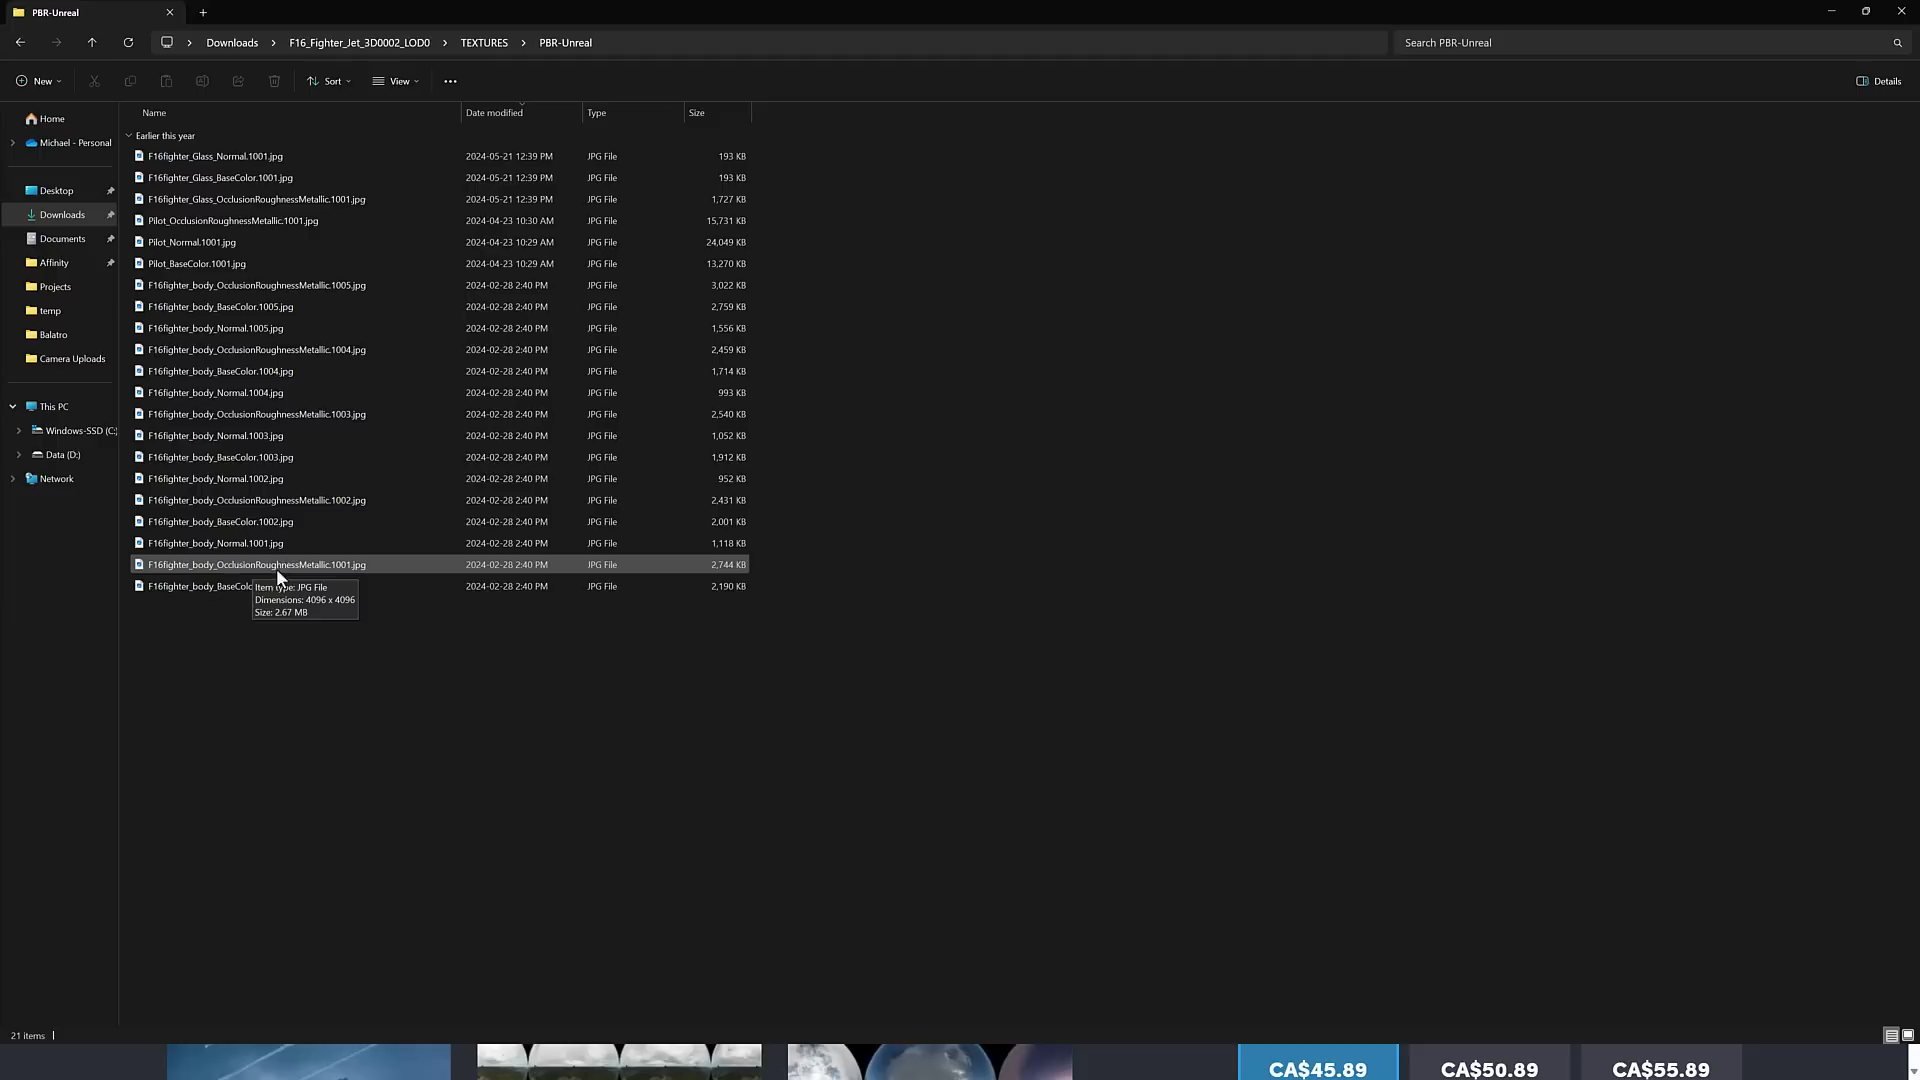 PBR-Unreal
Downloads > F16_Fighter_Jet_3D0002_LOD0 > TEXTURES > PBR-Unreal
Search PBR-Unreal
New
Sort
View
Details
Home
Michael - Personal
Desktop
Downloads
Documents
Affinity
Projects
temp
Balatro
Camera Uploads
This PC
Windows-SSD (C:)
Data (D:)
Network
Name Date modified Type Size
Earlier this year
F16fighter_Glass_Normal.1001.jpg 2024-05-21 12:39 PM JPG File 193 KB
F16fighter_Glass_BaseColor.1001.jpg 2024-05-21 12:39 PM JPG File 193 KB
F16fighter_Glass_OcclusionRoughnessMetallic.1001.jpg 2024-05-21 12:39 PM JPG File 1,727 KB
Pilot_OcclusionRoughnessMetallic.1001.jpg 2024-04-23 10:30 AM JPG File 15,731 KB
Pilot_Normal.1001.jpg 2024-04-23 10:29 AM JPG File 24,049 KB
Pilot_BaseColor.1001.jpg 2024-04-23 10:29 AM JPG File 13,270 KB
F16fighter_body_OcclusionRoughnessMetallic.1005.jpg 2024-02-28 2:40 PM JPG File 3,022 KB
F16fighter_body_BaseColor.1005.jpg 2024-02-28 2:40 PM JPG File 2,759 KB
F16fighter_body_Normal.1005.jpg 2024-02-28 2:40 PM JPG File 1,556 KB
F16fighter_body_OcclusionRoughnessMetallic.1004.jpg 2024-02-28 2:40 PM JPG File 2,459 KB
F16fighter_body_BaseColor.1004.jpg 2024-02-28 2:40 PM JPG File 1,714 KB
F16fighter_body_Normal.1004.jpg 2024-02-28 2:40 PM JPG File 993 KB
F16fighter_body_OcclusionRoughnessMetallic.1003.jpg 2024-02-28 2:40 PM JPG File 2,540 KB
F16fighter_body_Normal.1003.jpg 2024-02-28 2:40 PM JPG File 1,052 KB
F16fighter_body_BaseColor.1003.jpg 2024-02-28 2:40 PM JPG File 1,912 KB
F16fighter_body_Normal.1002.jpg 2024-02-28 2:40 PM JPG File 952 KB
F16fighter_body_OcclusionRoughnessMetallic.1002.jpg 2024-02-28 2:40 PM JPG File 2,431 KB
F16fighter_body_BaseColor.1002.jpg 2024-02-28 2:40 PM JPG File 2,001 KB
F16fighter_body_Normal.1001.jpg 2024-02-28 2:40 PM JPG File 1,118 KB
F16fighter_body_OcclusionRoughnessMetallic.1001.jpg 2024-02-28 2:40 PM JPG File 2,744 KB
F16fighter_body_BaseColo 2024-02-28 2:40 PM JPG File 2,190 KB
Item type: JPG File
Dimensions: 4096 x 4096
Size: 2.67 MB
21 items
CA$45.89 CA$50.89 CA$55.89